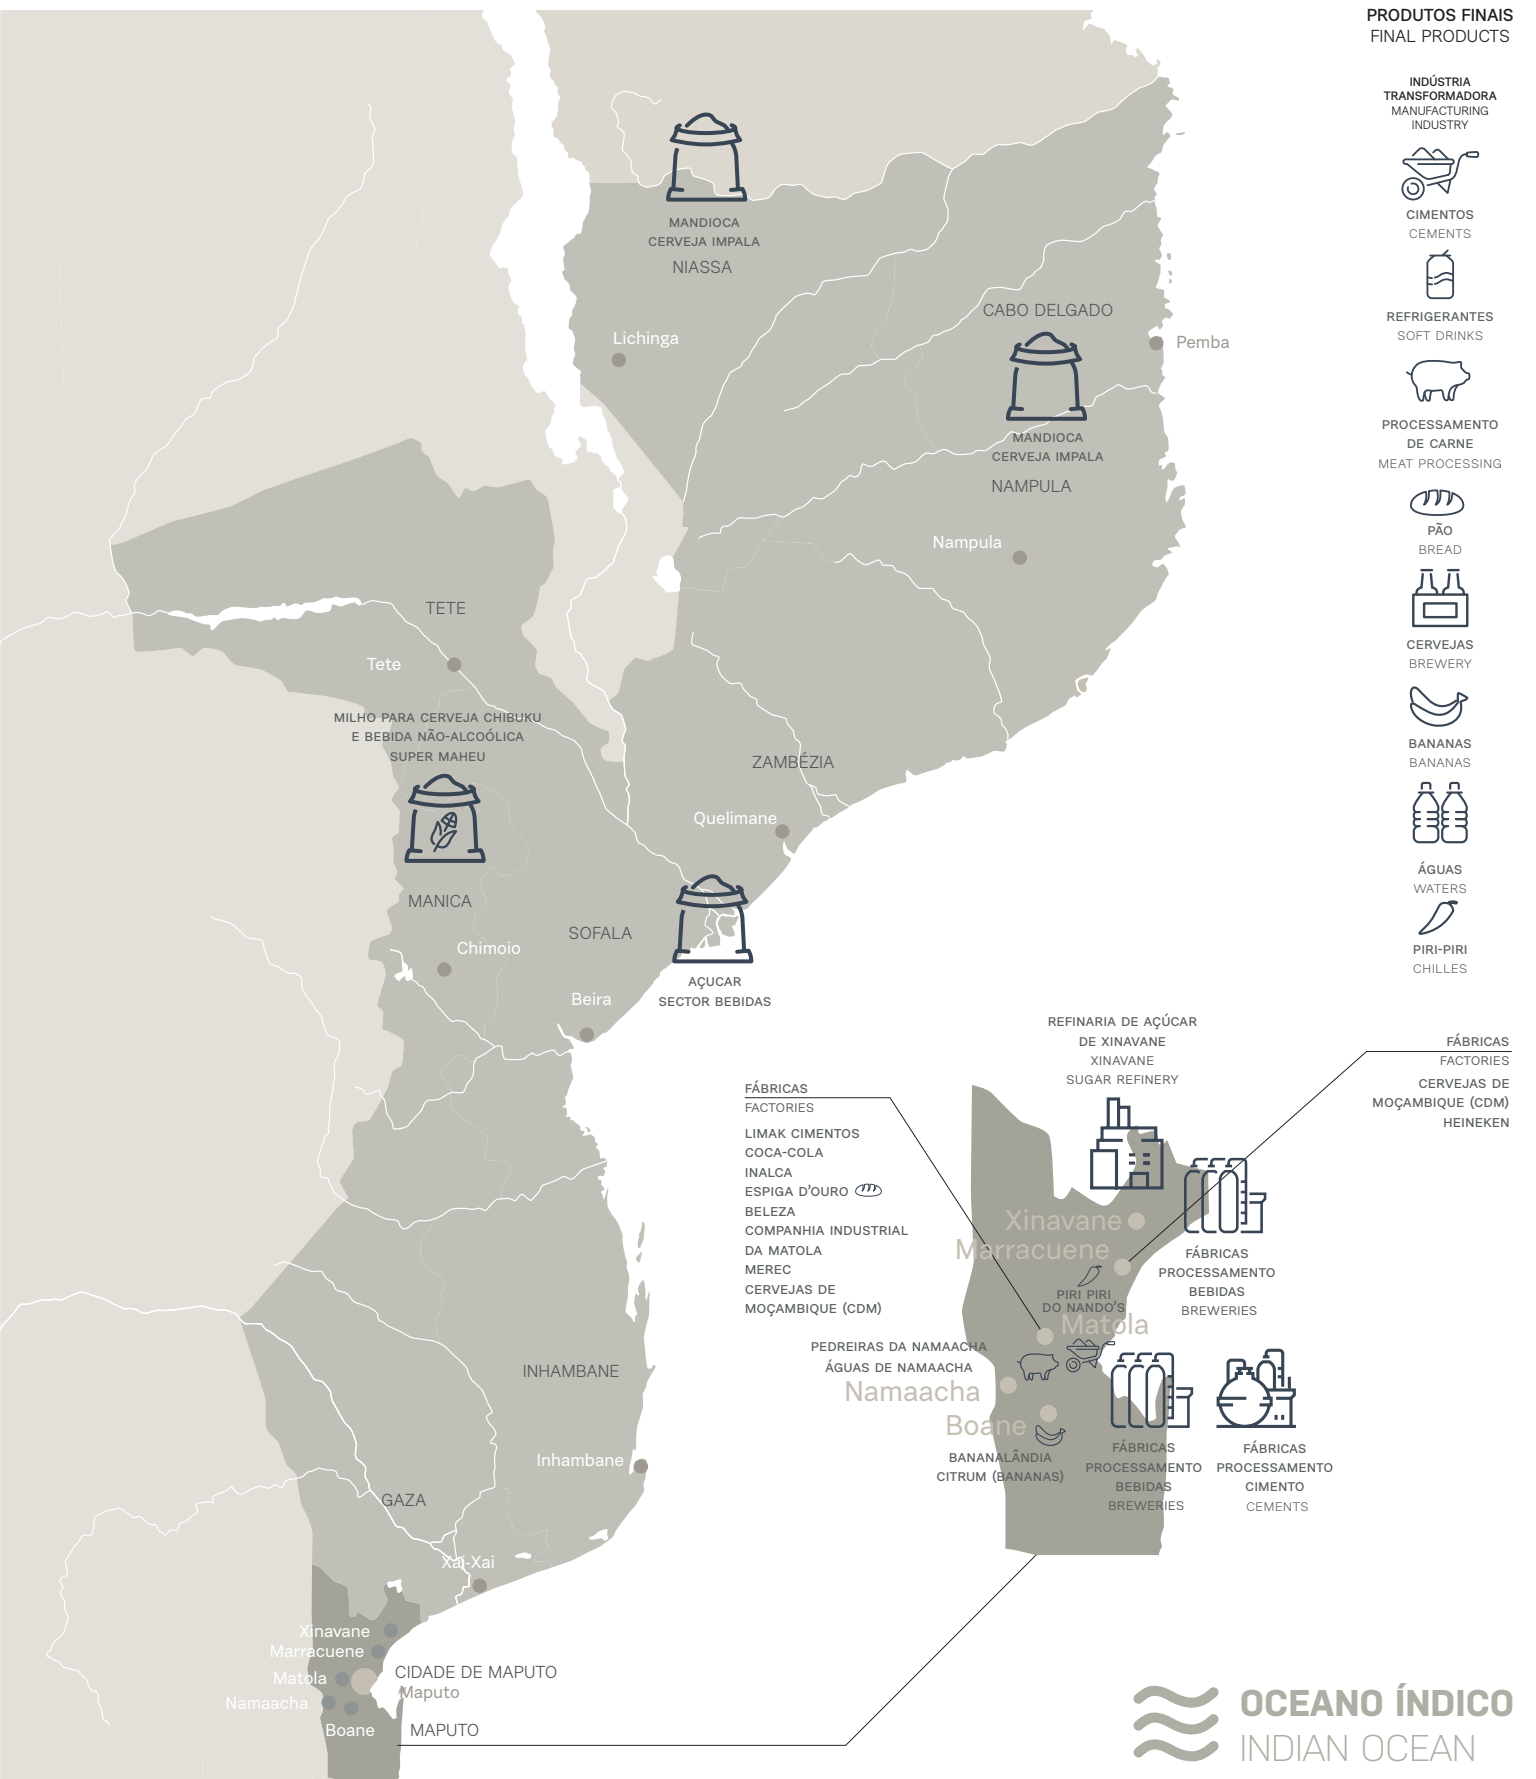 PRODUTOS FINAIS
FINAL PRODUCTS
INDÚSTRIA
TRANSFORMADORA
MANUFACTURING
INDUSTRY
CIMENTOS
CEMENTS
REFRIGERANTES
SOFT DRINKS
PROCESSAMENTO
DE CARNE
MEAT PROCESSING
PÃO
BREAD
CERVEJAS
BREWERY
BANANAS
BANANAS
ÁGUAS
WATERS
PIRI-PIRI
CHILLES
MANDIOCA
CERVEJA IMPALA
NIASSA
Lichinga
CABO DELGADO
Pemba
MANDIOCA
CERVEJA IMPALA
NAMPULA
Nampula
TETE
Tete
MILHO PARA CERVEJA CHIBUKU
E BEBIDA NÃO-ALCOÓLICA
SUPER MAHEU
ZAMBÉZIA
Quelimane
MANICA
Chimoio
SOFALA
Beira
AÇUCAR
SECTOR BEBIDAS
REFINARIA DE AÇÚCAR
DE XINAVANE
XINAVANE
SUGAR REFINERY
FÁBRICAS
FACTORIES
CERVEJAS DE
MOÇAMBIQUE (CDM)
HEINEKEN
FÁBRICAS
FACTORIES
LIMAK CIMENTOS
COCA-COLA
INALCA
ESPIGA D'OURO
BELEZA
COMPANHIA INDUSTRIAL
DA MATOLA
MEREC
CERVEJAS DE
MOÇAMBIQUE (CDM)
Xinavane
Marracuene
FÁBRICAS
PROCESSAMENTO
BEBIDAS
BREWERIES
PIRI PIRI
DO NANDO'S
Matola
PEDREIRAS DA NAMAACHA
ÁGUAS DE NAMAACHA
Namaacha
Boane
BANANALÂNDIA
CITRUM (BANANAS)
FÁBRICAS
PROCESSAMENTO
BEBIDAS
BREWERIES
FÁBRICAS
PROCESSAMENTO
CIMENTO
CEMENTS
INHAMBANE
Inhambane
GAZA
Xai-Xai
Xinavane
Marracuene
Matola
Namaacha
Boane
CIDADE DE MAPUTO
Maputo
MAPUTO
OCEANO ÍNDICO
INDIAN OCEAN